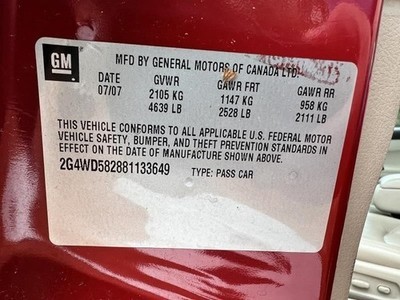 GM
MFD BY GENERAL MOTORS OF CANADA LTD
DATE GVWR GAWR FRT GAWR RR
07/07 2105 KG 1147 KG 958 KG
4639 LB 2528 LB 2111 LB
THIS VEHICLE CONFORMS TO ALL APPLICABLE U.S. FEDERAL MOTOR
VEHICLE SAFETY, BUMPER, AND THEFT PREVENTION STANDARDS IN
EFFECT ON THE DATE OF MANUFACTURE SHOWN ABOVE.
2G4WD582881133649 TYPE: PASS CAR